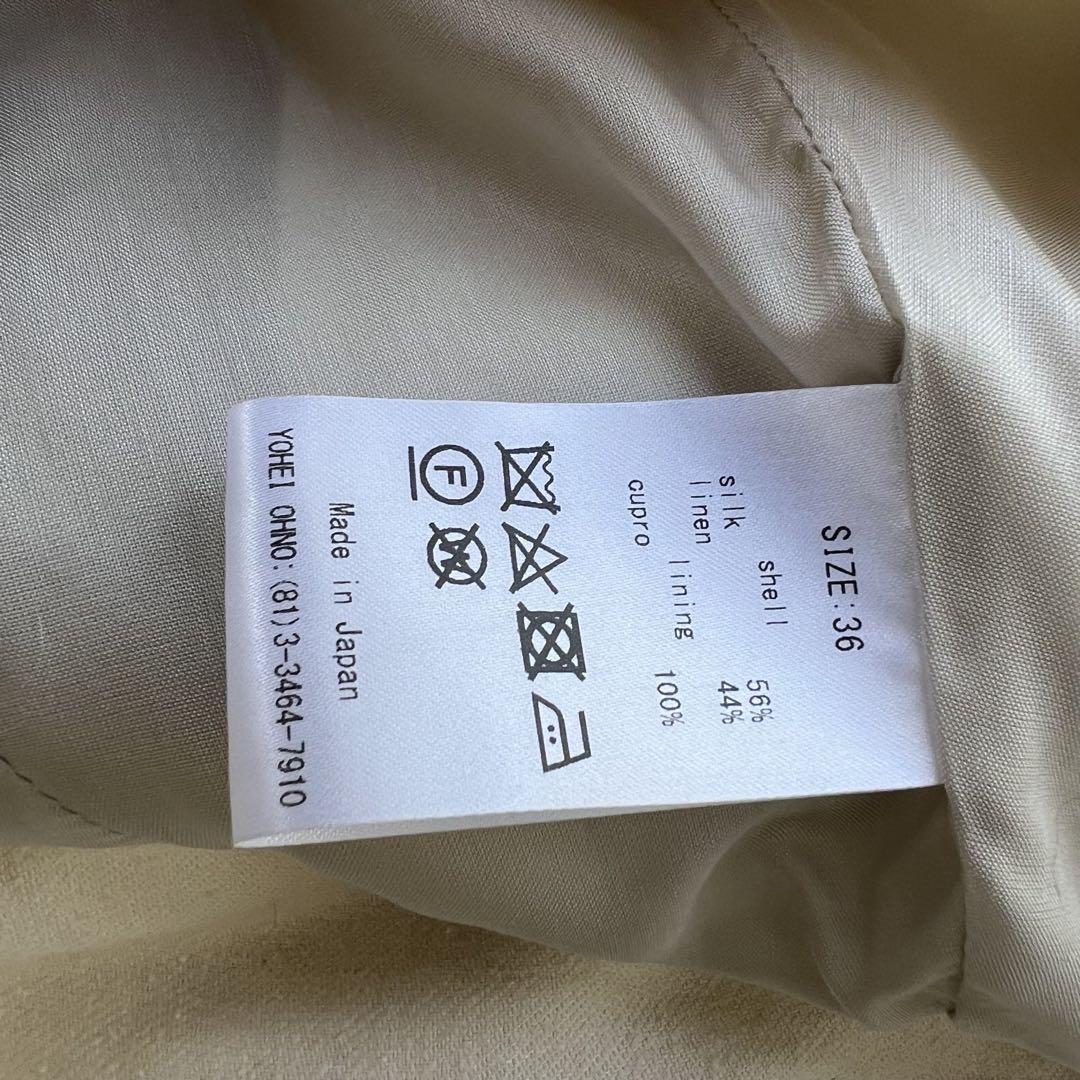 SIZE:36
shell
silk 56%
linen 44%
lining
cupro 100%
F
W
Made in Japan
YOHEI OHNO:(81)3-3464-7910